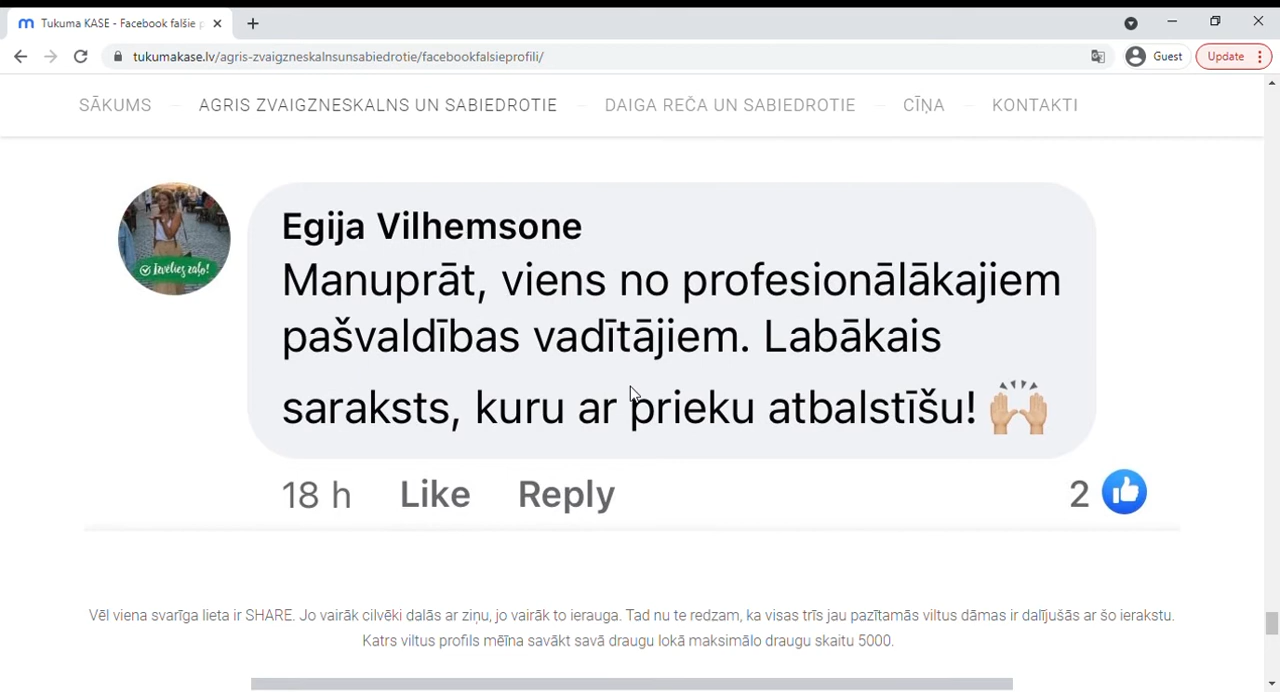 Tukuma KASE - Facebook falšie p
tukumakase.lv/agris-zvaigzneskalnsunsabiedrotie/facebookfalsieprofili/
Guest
Update
SĀKUMS
AGRIS ZVAIGZNESKALNS UN SABIEDROTIE
DAIGA REČA UN SABIEDROTIE
CĪŅA
KONTAKTI
Izvēlies zaļo!
Egija Vilhemsone
Manuprāt, viens no profesionālākajiem
pašvaldības vadītājiem. Labākais
saraksts, kuru ar prieku atbalstīšu! 🙌🏼
18 h Like Reply 2
Vēl viena svarīga lieta ir SHARE. Jo vairāk cilvēki dalās ar ziņu, jo vairāk to ierauga. Tad nu te redzam, ka visas trīs jau pazītamās viltus dāmas ir dalījušās ar šo ierakstu.
Katrs viltus profils mēīna savākt savā draugu lokā maksimālo draugu skaitu 5000.